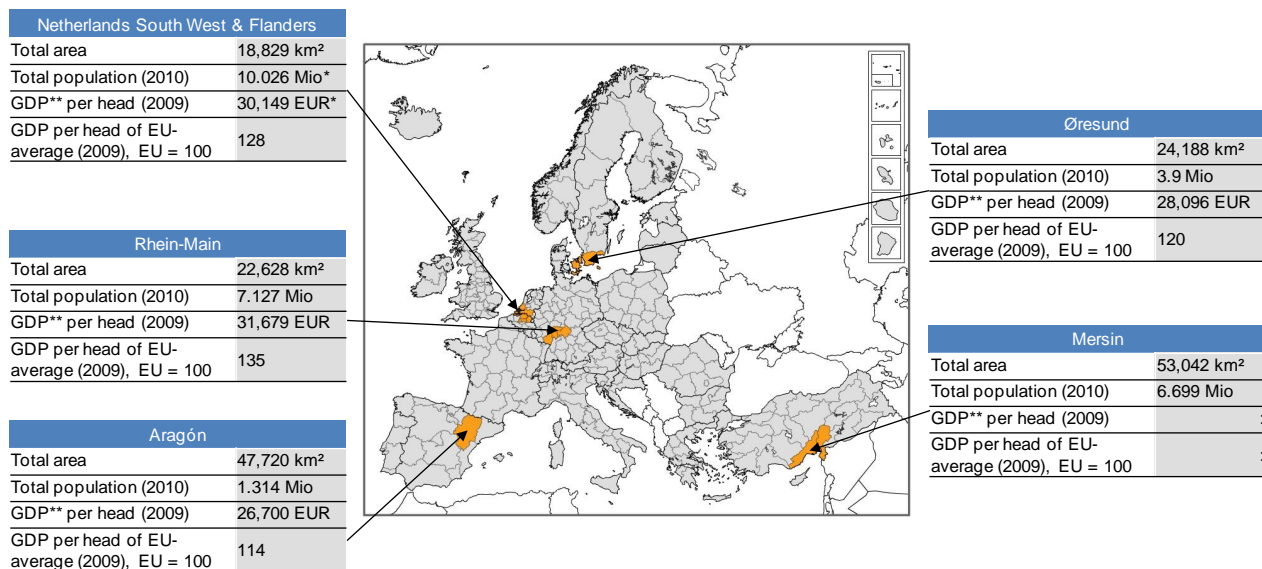 Netherlands South West & Flanders
Total area 18,829 km²
Total population (2010) 10.026 Mio*
GDP** per head (2009) 30,149 EUR*
GDP per head of EU-
average (2009), EU = 100 128
Rhein-Main
Total area 22,628 km²
Total population (2010) 7.127 Mio
GDP** per head (2009) 31,679 EUR
GDP per head of EU-
average (2009), EU = 100 135
Aragón
Total area 47,720 km²
Total population (2010) 1.314 Mio
GDP** per head (2009) 26,700 EUR
GDP per head of EU-
average (2009), EU = 100 114
Øresund
Total area 24,188 km²
Total population (2010) 3.9 Mio
GDP** per head (2009) 28,096 EUR
GDP per head of EU-
average (2009), EU = 100 120
Mersin
Total area 53,042 km²
Total population (2010) 6.699 Mio
GDP** per head (2009) :
GDP per head of EU-
average (2009), EU = 100 :